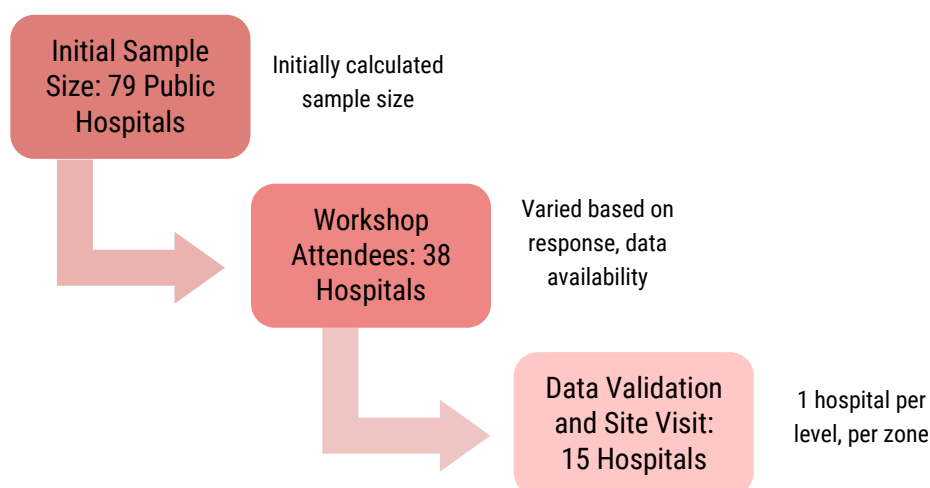 Initial Sample
Size: 79 Public
Hospitals
Initially calculated
sample size
Workshop
Attendees: 38
Hospitals
Varied based on
response, data
availability
Data Validation
and Site Visit:
15 Hospitals
1 hospital per
level, per zone